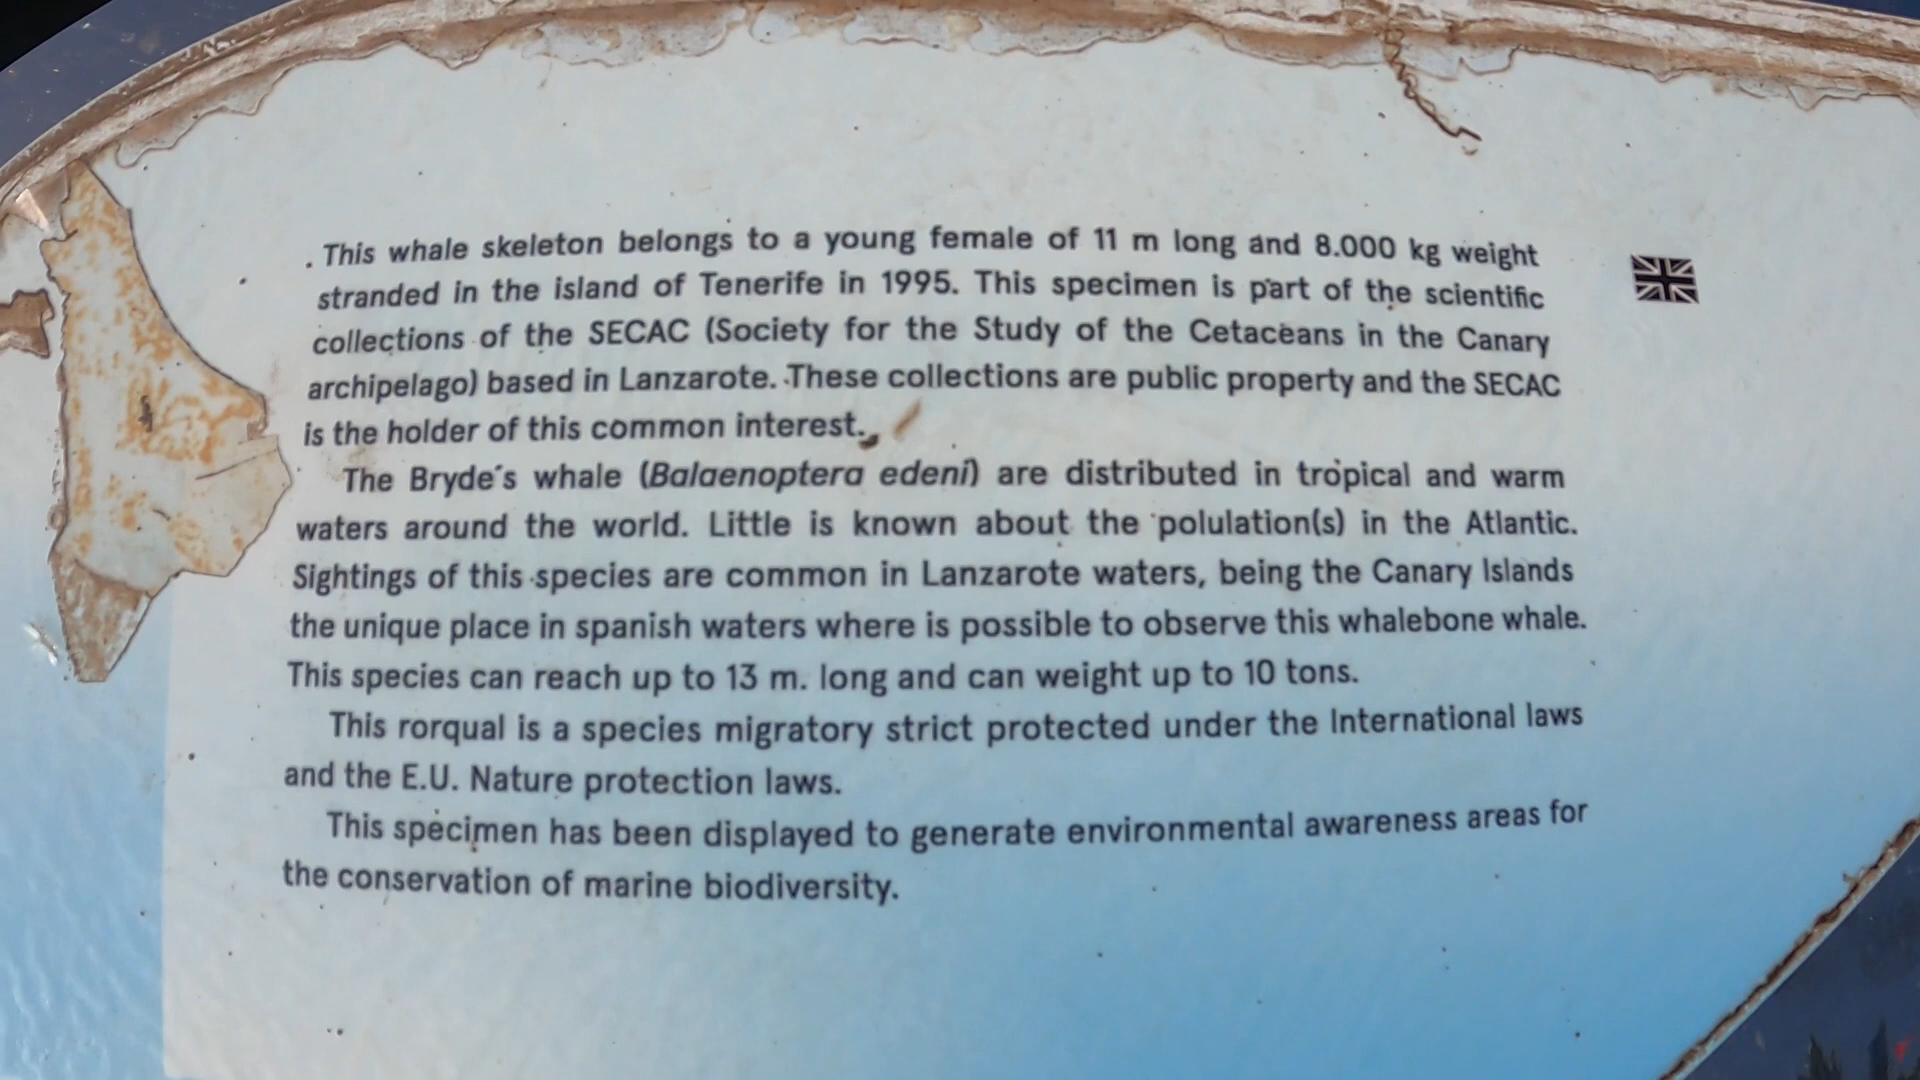 This whale skeleton belongs to a young female of 11 m long and 8.000 kg weight
stranded in the island of Tenerife in 1995. This specimen is part of the scientific
collections of the SECAC (Society for the Study of the Cetaceans in the Canary
archipelago) based in Lanzarote. These collections are public property and the SECAC
is the holder of this common interest.
The Bryde´s whale (Balaenoptera edeni) are distributed in tropical and warm
waters around the world. Little is known about the polulation(s) in the Atlantic.
Sightings of this species are common in Lanzarote waters, being the Canary Islands
the unique place in spanish waters where is possible to observe this whalebone whale.
This species can reach up to 13 m. long and can weight up to 10 tons.
This rorqual is a species migratory strict protected under the International laws
and the E.U. Nature protection laws.
This specimen has been displayed to generate environmental awareness areas for
the conservation of marine biodiversity.